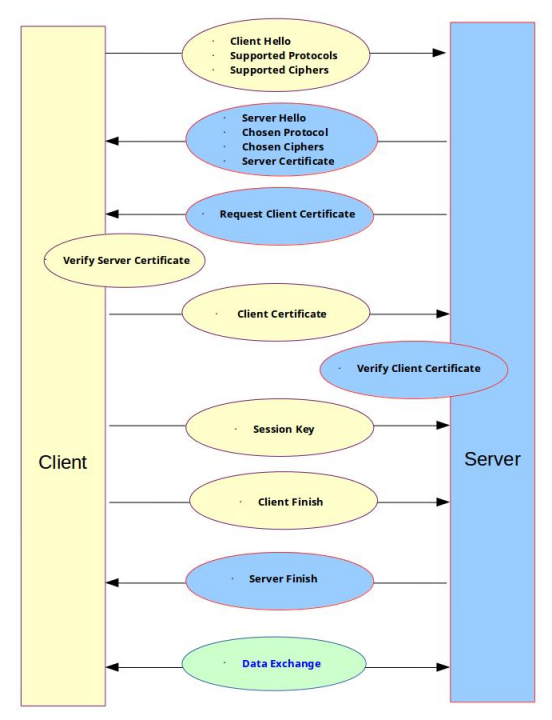 · Client Hello
· Supported Protocols
· Supported Ciphers
· Server Hello
· Chosen Protocol
· Chosen Ciphers
· Server Certificate
· Request Client Certificate
· Verify Server Certificate
· Client Certificate
· Verify Client Certificate
· Session Key
Client
Server
· Client Finish
· Server Finish
· Data Exchange